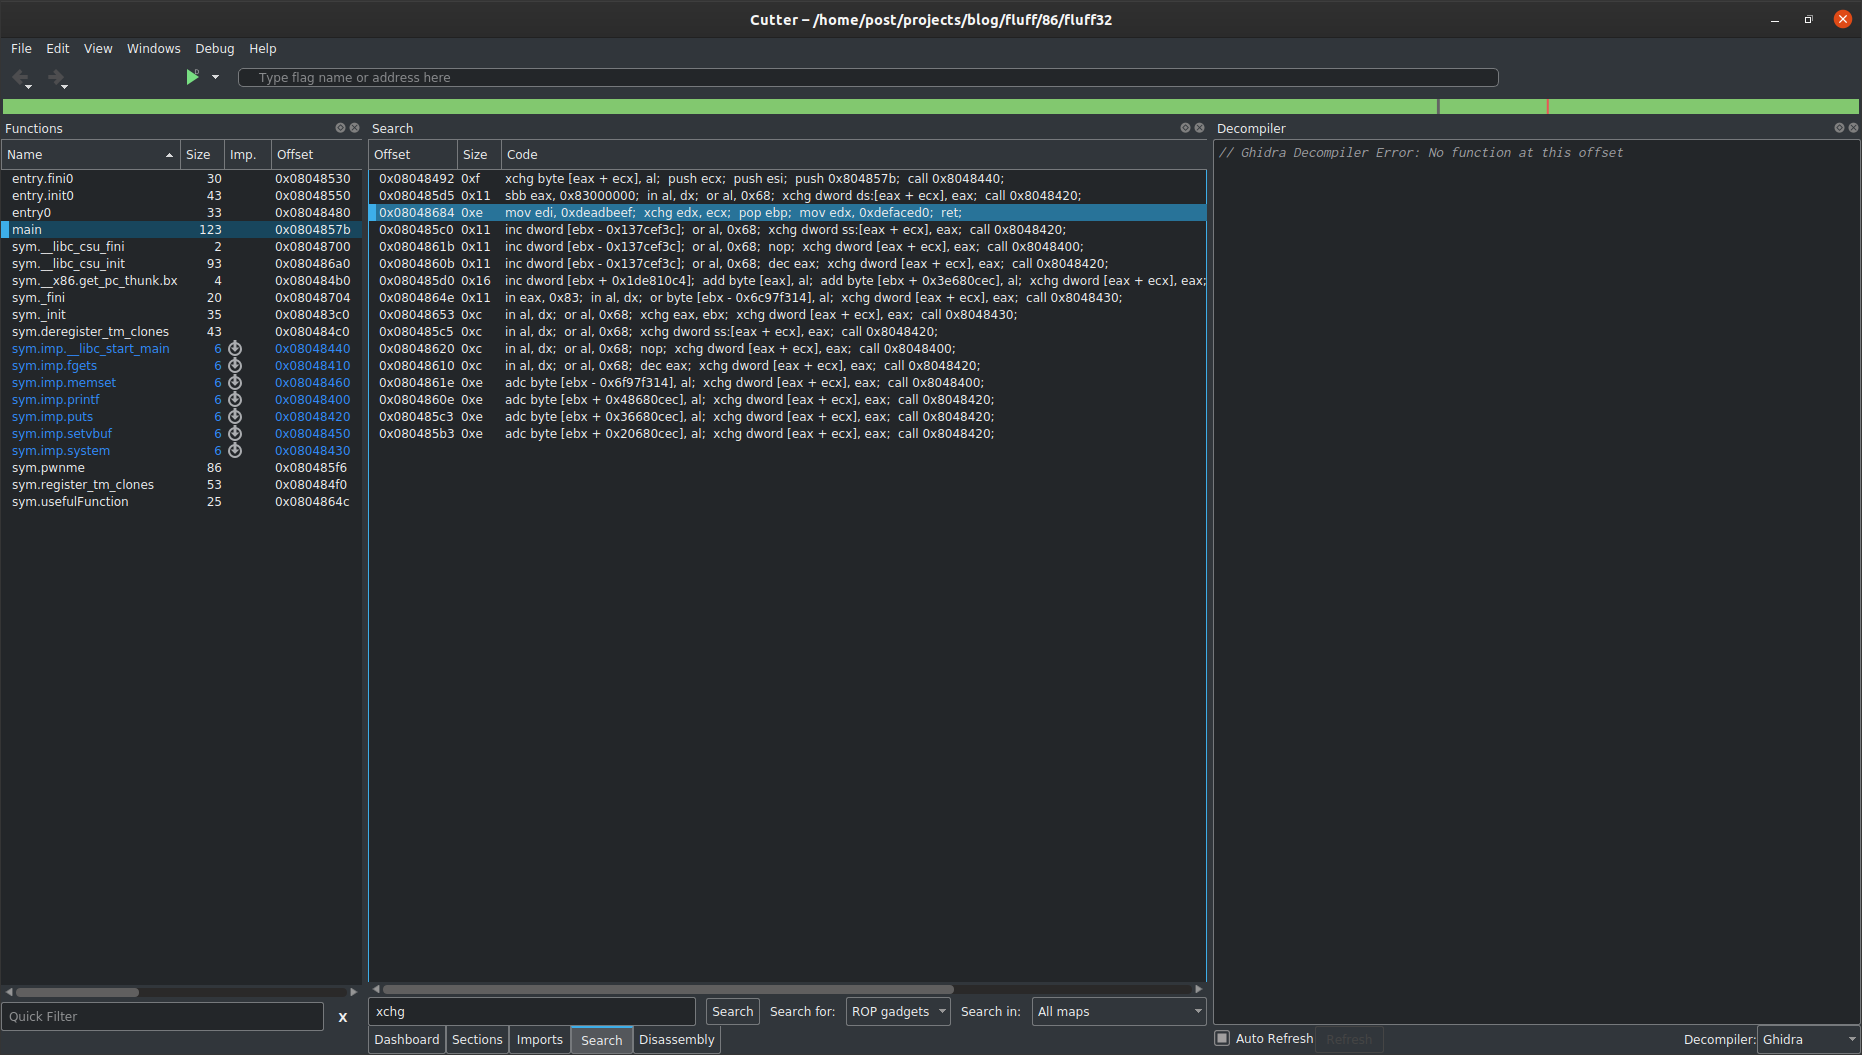 Cutter – /home/post/projects/blog/fluff/86/fluff32
File Edit View Windows Debug Help
Type flag name or address here
Functions
Name Size Imp. Offset
entry.fini0 30 0x08048530
entry.init0 43 0x08048550
entry0 33 0x08048480
main 123 0x0804857b
sym.__libc_csu_fini 2 0x08048700
sym.__libc_csu_init 93 0x080486a0
sym.__x86.get_pc_thunk.bx 4 0x080484b0
sym._fini 20 0x08048704
sym._init 35 0x080483c0
sym.deregister_tm_clones 43 0x080484c0
sym.imp.__libc_start_main 6 0x08048440
sym.imp.fgets 6 0x08048410
sym.imp.memset 6 0x08048460
sym.imp.printf 6 0x08048400
sym.imp.puts 6 0x08048420
sym.imp.setvbuf 6 0x08048450
sym.imp.system 6 0x08048430
sym.pwnme 86 0x080485f6
sym.register_tm_clones 53 0x080484f0
sym.usefulFunction 25 0x0804864c
Quick Filter X
Search
Offset Size Code
0x08048492 0xf xchg byte [eax + ecx], al; push ecx; push esi; push 0x804857b; call 0x8048440;
0x080485d5 0x11 sbb eax, 0x83000000; in al, dx; or al, 0x68; xchg dword ds:[eax + ecx], eax; call 0x8048420;
0x08048684 0xe mov edi, 0xdeadbeef; xchg edx, ecx; pop ebp; mov edx, 0xdefaced0; ret;
0x080485c0 0x11 inc dword [ebx - 0x137cef3c]; or al, 0x68; xchg dword ss:[eax + ecx], eax; call 0x8048420;
0x0804861b 0x11 inc dword [ebx - 0x137cef3c]; or al, 0x68; nop; xchg dword [eax + ecx], eax; call 0x8048400;
0x0804860b 0x11 inc dword [ebx - 0x137cef3c]; or al, 0x68; dec eax; xchg dword [eax + ecx], eax; call 0x8048420;
0x080485d0 0x16 inc dword [ebx + 0x1de810c4]; add byte [eax], al; add byte [ebx + 0x3e680cec], al; xchg dword [eax + ecx], eax;
0x0804864e 0x11 in eax, 0x83; in al, dx; or byte [ebx - 0x6c97f314], al; xchg dword [eax + ecx], eax; call 0x8048430;
0x08048653 0xc in al, dx; or al, 0x68; xchg eax, ebx; xchg dword [eax + ecx], eax; call 0x8048430;
0x080485c5 0xc in al, dx; or al, 0x68; xchg dword ss:[eax + ecx], eax; call 0x8048420;
0x08048620 0xc in al, dx; or al, 0x68; nop; xchg dword [eax + ecx], eax; call 0x8048400;
0x08048610 0xc in al, dx; or al, 0x68; dec eax; xchg dword [eax + ecx], eax; call 0x8048420;
0x0804861e 0xe adc byte [ebx - 0x6f97f314], al; xchg dword [eax + ecx], eax; call 0x8048400;
0x0804860e 0xe adc byte [ebx + 0x48680cec], al; xchg dword [eax + ecx], eax; call 0x8048420;
0x080485c3 0xe adc byte [ebx + 0x36680cec], al; xchg dword [eax + ecx], eax; call 0x8048420;
0x080485b3 0xe adc byte [ebx + 0x20680cec], al; xchg dword [eax + ecx], eax; call 0x8048420;
xchg Search Search for: ROP gadgets Search in: All maps
Dashboard Sections Imports Search Disassembly
Decompiler
// Ghidra Decompiler Error: No function at this offset
Auto Refresh Refresh Decompiler: Ghidra